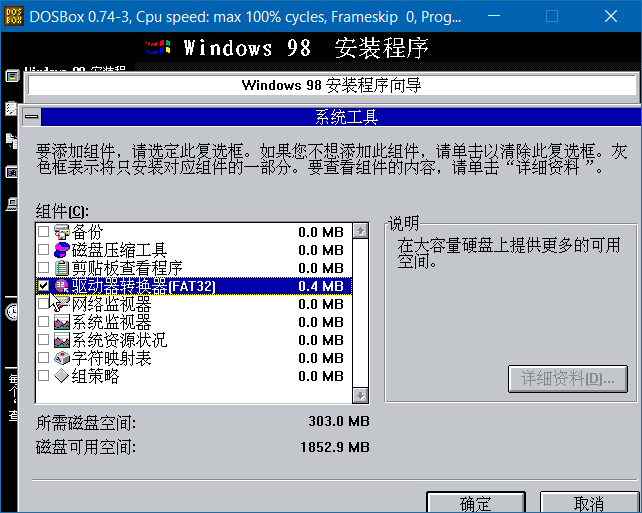 DOSBox 0.74-3, Cpu speed: max 100% cycles, Frameskip 0, Prog...
Windows 98 安装程序
Windows 98 安装程序向导
系统工具
要添加组件，请选定此复选框。如果您不想添加此组件，请单击以清除此复选框。灰
色框表示将只安装对应组件的一部分。要查看组件的内容，请单击“详细资料”。
组件(C):
备份 0.0 MB
磁盘压缩工具 0.0 MB
剪贴板查看程序 0.0 MB
驱动器转换器(FAT32) 0.4 MB
网络监视器 0.0 MB
系统监视器 0.0 MB
系统资源状况 0.0 MB
字符映射表 0.0 MB
组策略 0.0 MB
说明
在大容量硬盘上提供更多的可用
空间。
详细资料(D)...
所需磁盘空间: 303.0 MB
磁盘可用空间: 1852.9 MB
每
个
查
确定
取消